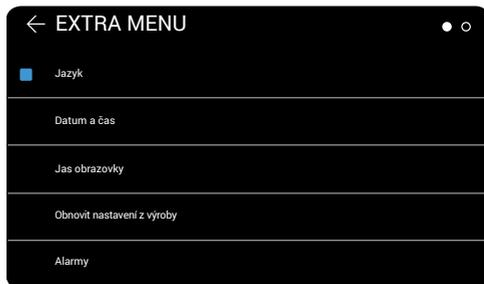 EXTRA MENU
Jazyk
Datum a čas
Jas obrazovky
Obnovit nastavení z výroby
Alarmy